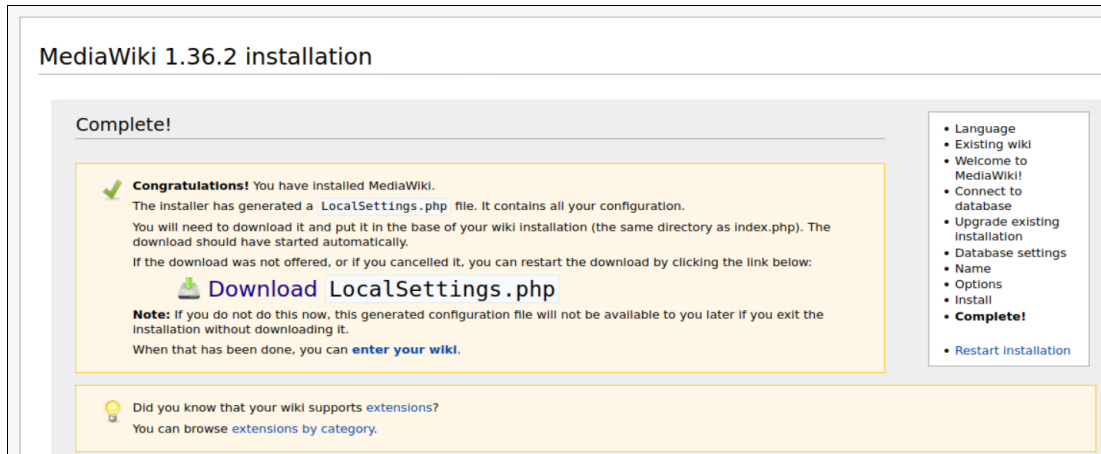 MediaWiki 1.36.2 installation
Complete!
Congratulations! You have installed MediaWiki.
The installer has generated a LocalSettings.php file. It contains all your configuration.
You will need to download it and put it in the base of your wiki installation (the same directory as index.php). The
download should have started automatically.
If the download was not offered, or if you cancelled it, you can restart the download by clicking the link below:
Download LocalSettings.php
Note: If you do not do this now, this generated configuration file will not be available to you later if you exit the
installation without downloading it.
When that has been done, you can enter your wiki.
Did you know that your wiki supports extensions?
You can browse extensions by category.
• Language
• Existing wiki
• Welcome to
MediaWiki!
• Connect to
database
• Upgrade existing
installation
• Database settings
• Name
• Options
• Install
• Complete!
• Restart installation